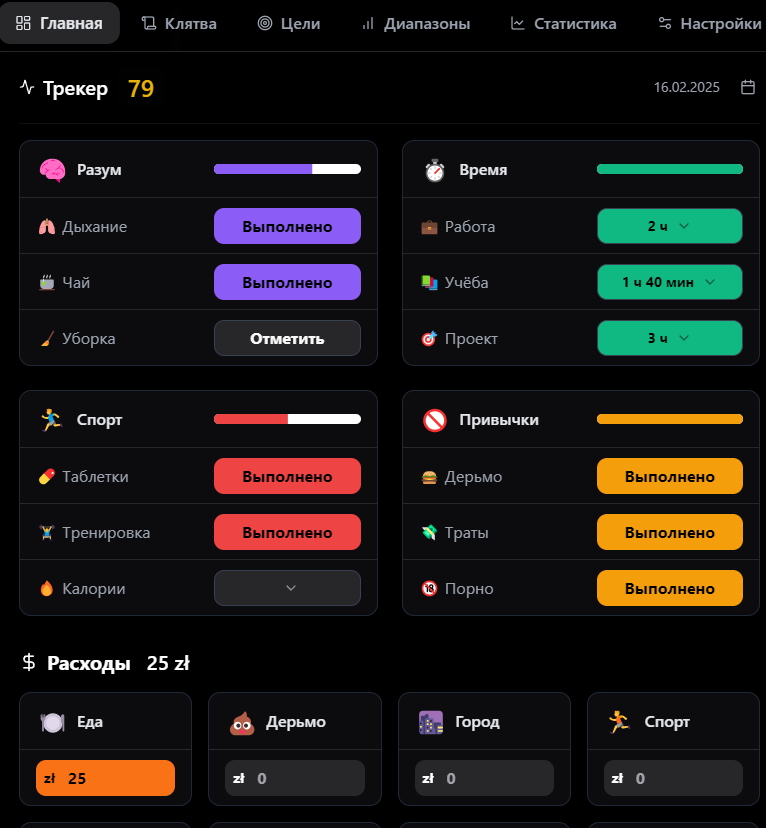 Главная Клятва Цели Диапазоны Статистика Настройки
Трекер 79 16.02.2025
Разум
Дыхание Выполнено
Чай Выполнено
Уборка Отметить
Время
Работа 2 ч
Учёба 1 ч 40 мин
Проект 3 ч
Спорт
Таблетки Выполнено
Тренировка Выполнено
Калории
Привычки
Дерьмо Выполнено
Траты Выполнено
Порно Выполнено
Расходы 25 zł
Еда
zł 25
Дерьмо
zł 0
Город
zł 0
Спорт
zł 0